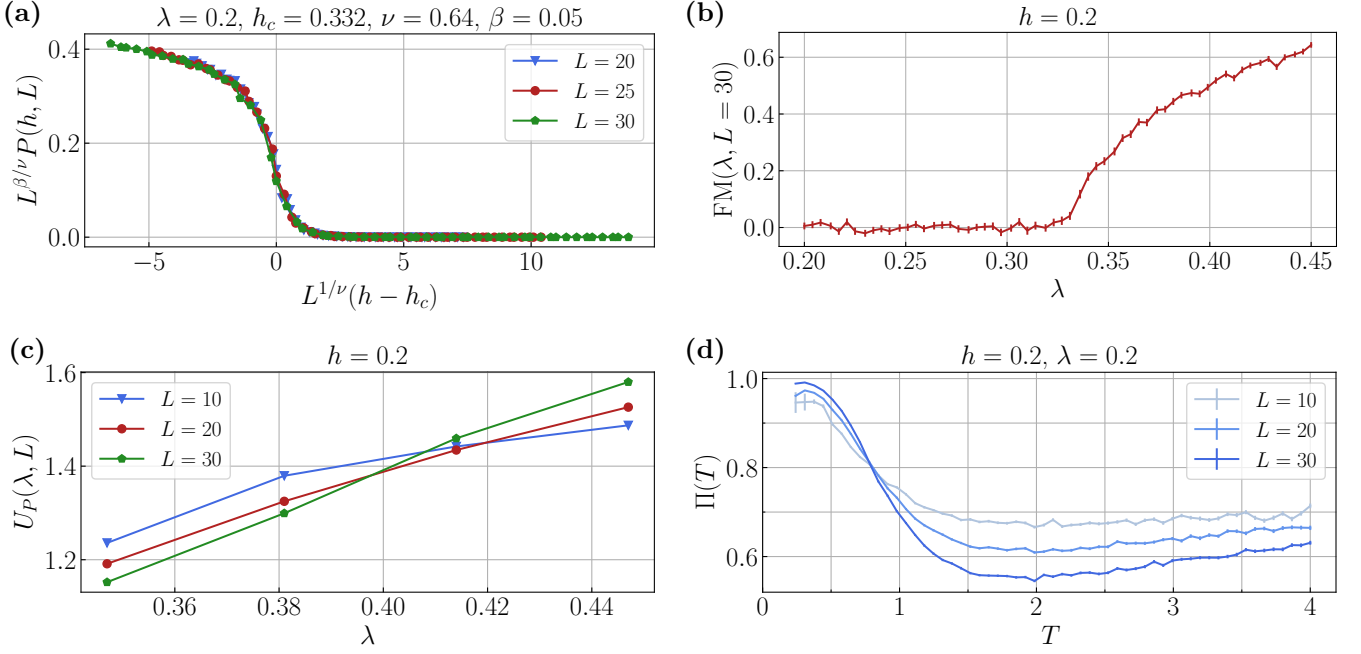 (a)
λ = 0.2, h_c = 0.332, ν = 0.64, β = 0.05
L^{β/ν}P(h, L)
0.4
0.2
0.0
L = 20
L = 25
L = 30
−5 0 5 10
L^{1/ν}(h − h_c)
(b)
h = 0.2
FM(λ, L = 30)
0.6
0.4
0.2
0.0
0.20 0.25 0.30 0.35 0.40 0.45
λ
(c)
h = 0.2
U_P(λ, L)
1.6
1.4
1.2
L = 10
L = 20
L = 30
0.36 0.38 0.40 0.42 0.44
λ
(d)
h = 0.2, λ = 0.2
Π(T)
1.0
0.8
0.6
L = 10
L = 20
L = 30
0 1 2 3 4
T